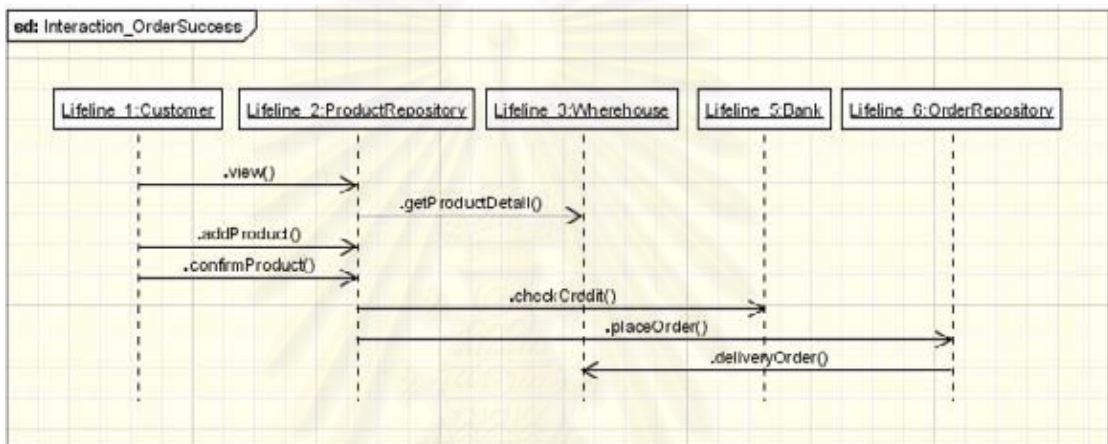 sd: Interaction_OrderSuccess
Lifeline_1:Customer
Lifeline_2:ProductRepository
Lifeline_3:Wherehouse
Lifeline_5:Bank
Lifeline_6:OrderRepository
.view()
.getProductDetail()
.addProduct()
.confirmProduct()
.checkCredit()
.placeOrder()
.deliveryOrder()